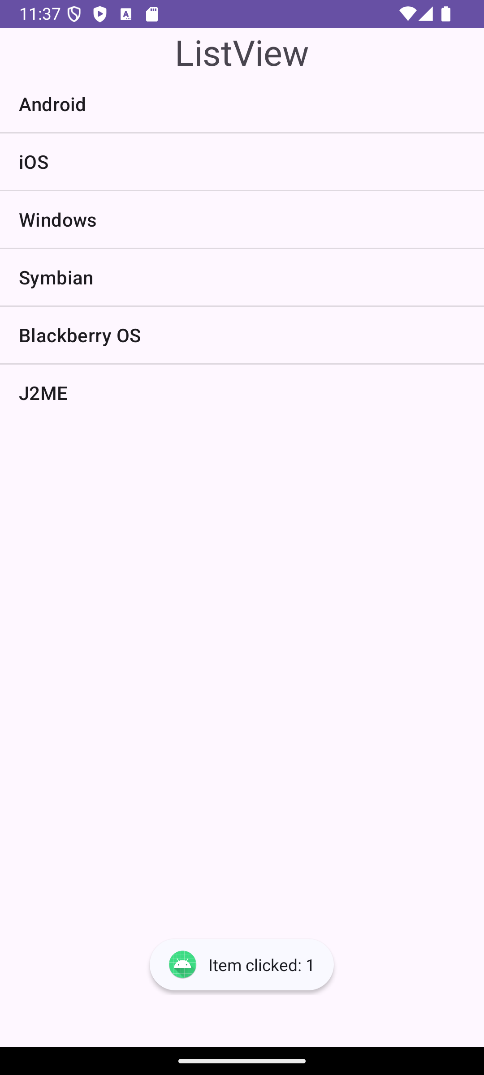 11:37
ListView
Android
iOS
Windows
Symbian
Blackberry OS
J2ME
Item clicked: 1